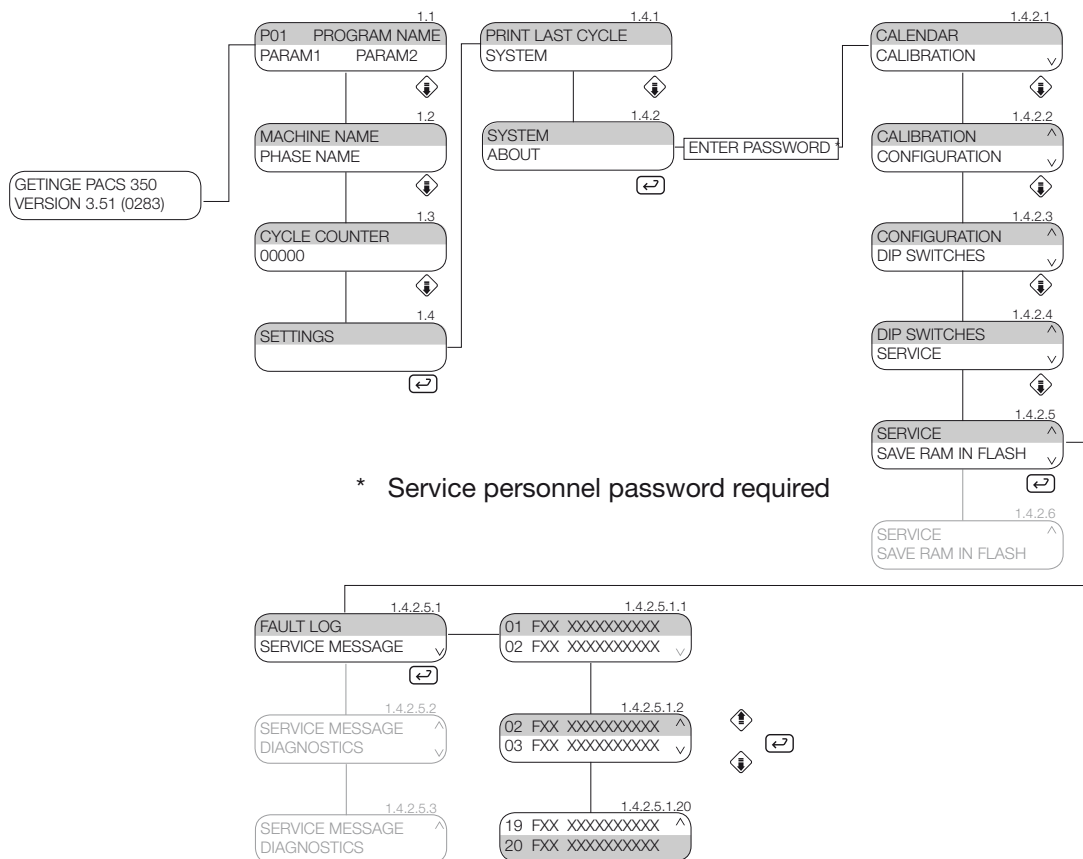 GETINGE PACS 350
VERSION 3.51 (0283)
1.1
P01 PROGRAM NAME
PARAM1 PARAM2
1.2
MACHINE NAME
PHASE NAME
1.3
CYCLE COUNTER
00000
1.4
SETTINGS
1.4.1
PRINT LAST CYCLE
SYSTEM
1.4.2
SYSTEM
ABOUT
ENTER PASSWORD *
1.4.2.1
CALENDAR
CALIBRATION
1.4.2.2
CALIBRATION
CONFIGURATION
1.4.2.3
CONFIGURATION
DIP SWITCHES
1.4.2.4
DIP SWITCHES
SERVICE
1.4.2.5
SERVICE
SAVE RAM IN FLASH
1.4.2.6
SERVICE
SAVE RAM IN FLASH
* Service personnel password required
1.4.2.5.1
FAULT LOG
SERVICE MESSAGE
1.4.2.5.2
SERVICE MESSAGE
DIAGNOSTICS
1.4.2.5.3
SERVICE MESSAGE
DIAGNOSTICS
1.4.2.5.1.1
01 FXX XXXXXXXXXX
02 FXX XXXXXXXXXX
1.4.2.5.1.2
02 FXX XXXXXXXXXX
03 FXX XXXXXXXXXX
1.4.2.5.1.20
19 FXX XXXXXXXXXX
20 FXX XXXXXXXXXX